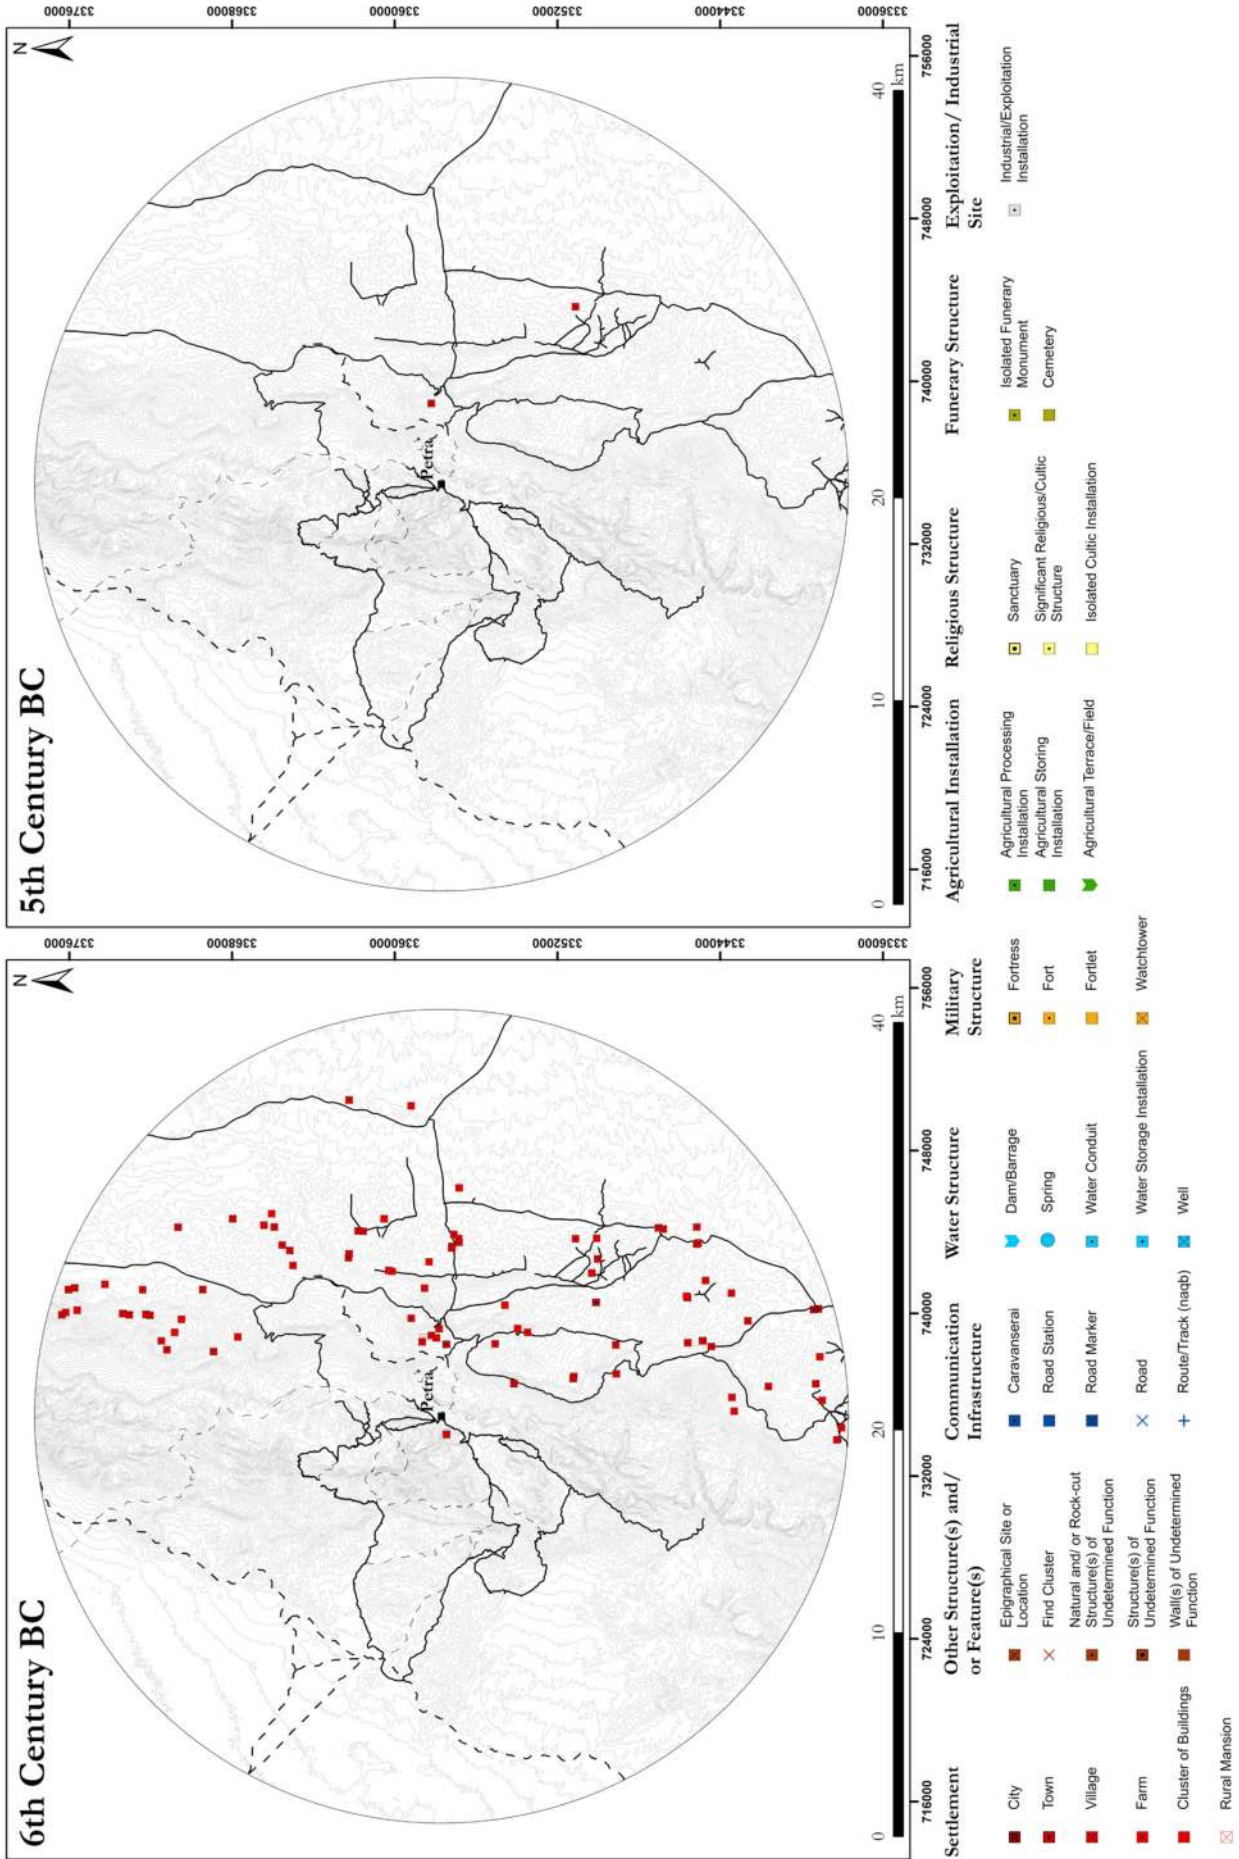 6th Century BC
N
3376000
3368000
3360000
3352000
3344000
3336000
Petra
0
10
20
40
km
716000
724000
732000
740000
748000
756000
5th Century BC
N
3376000
3368000
3360000
3352000
3344000
3336000
Petra
0
10
20
40
km
716000
724000
732000
740000
748000
756000
Settlement
City
Town
Village
Farm
Cluster of Buildings
Rural Mansion
Other Structure(s) and/
or Feature(s)
Epigraphical Site or
Location
Find Cluster
Natural and/ or Rock-cut
Structure(s) of
Undetermined Function
Structure(s) of
Undetermined Function
Wall(s) of Undetermined
Function
Communication
Infrastructure
Caravanserai
Road Station
Road Marker
Road
Route/Track (naqb)
Water Structure
Dam/Barrage
Spring
Water Conduit
Water Storage Installation
Well
Military
Structure
Fortress
Fort
Fortlet
Watchtower
Agricultural Installation
Agricultural Processing
Installation
Agricultural Storing
Installation
Agricultural Terrace/Field
Religious Structure
Sanctuary
Significant Religious/Cultic
Structure
Isolated Cultic Installation
Funerary Structure
Isolated Funerary
Monument
Cemetery
Exploitation/ Industrial
Site
Industrial/Exploitation
Installation